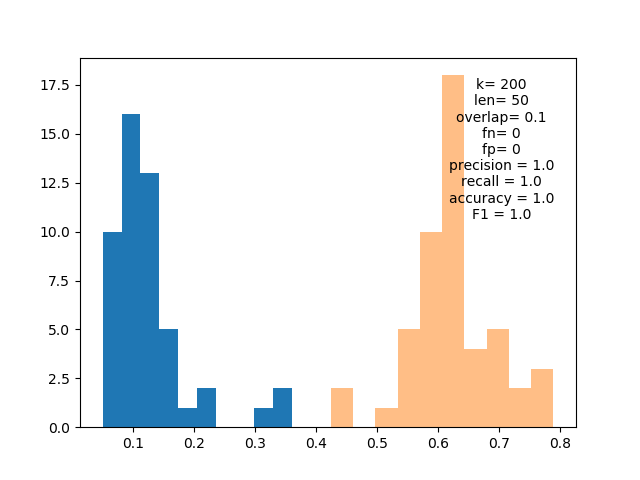 17.5
15.0
12.5
10.0
7.5
5.0
2.5
0.0
k= 200
len= 50
overlap= 0.1
fn= 0
fp= 0
precision = 1.0
recall = 1.0
accuracy = 1.0
F1 = 1.0
0.1 0.2 0.3 0.4 0.5 0.6 0.7 0.8